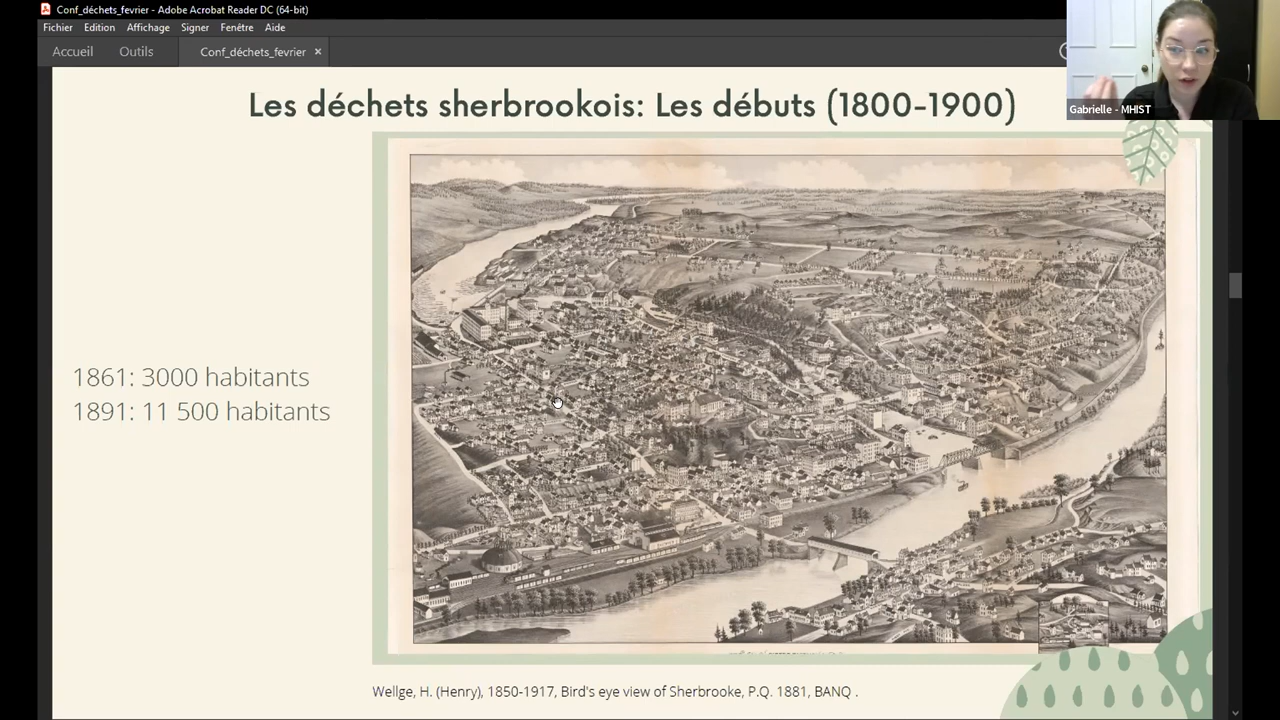 Conf_déchets_fevrier - Adobe Acrobat Reader DC (64-bit)
Fichier Edition Affichage Signer Fenêtre Aide
Accueil Outils Conf_déchets_fevrier ×
Gabrielle - MHIST
Les déchets sherbrookois: Les débuts (1800-1900)
1861: 3000 habitants
1891: 11 500 habitants
Wellge, H. (Henry), 1850-1917, Bird's eye view of Sherbrooke, P.Q. 1881, BANQ .